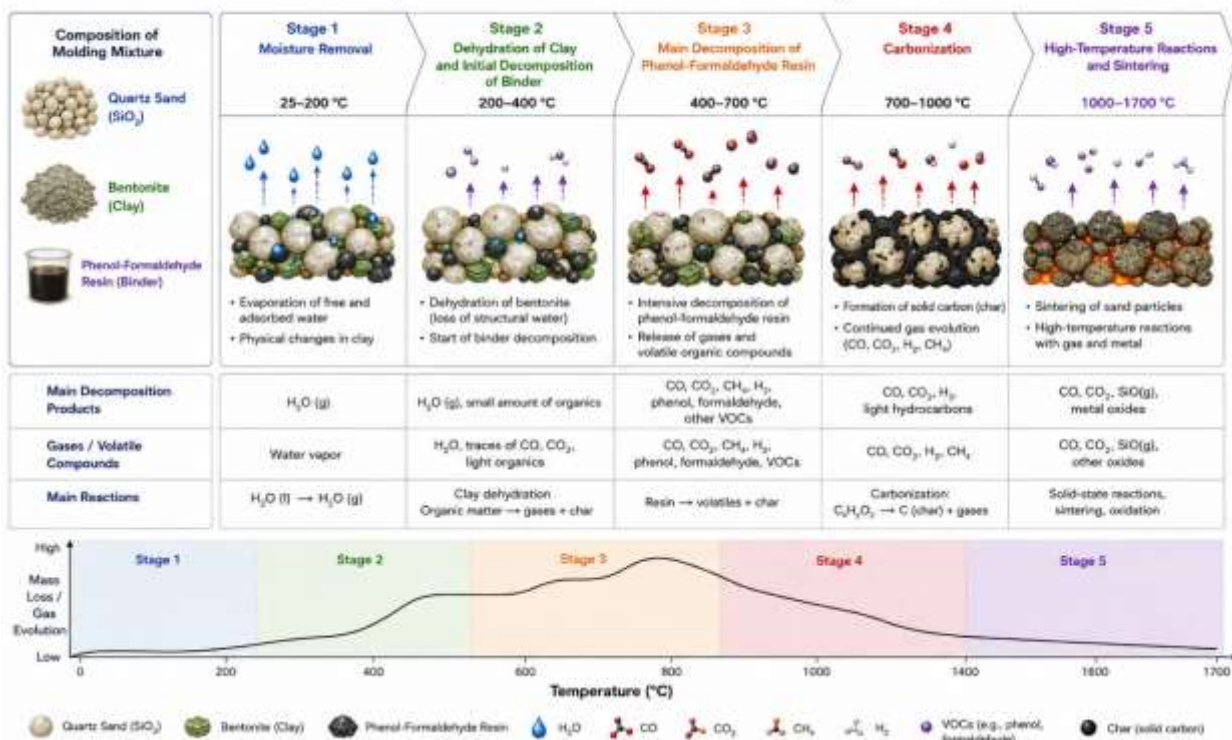 Composition of
Molding Mixture
Quartz Sand
(SiO₂)
Bentonite
(Clay)
Phenol-Formaldehyde
Resin (Binder)
Stage 1
Moisture Removal
25–200 °C
• Evaporation of free and
adsorbed water
• Physical changes in clay
Stage 2
Dehydration of Clay
and Initial Decomposition
of Binder
200–400 °C
• Dehydration of bentonite
(loss of structural water)
• Start of binder decomposition
Stage 3
Main Decomposition of
Phenol-Formaldehyde Resin
400–700 °C
• Intensive decomposition of
phenol-formaldehyde resin
• Release of gases and
volatile organic compounds
Stage 4
Carbonization
700–1000 °C
• Formation of solid carbon (char)
• Continued gas evolution
(CO, CO₂, H₂, CH₄)
Stage 5
High-Temperature Reactions
and Sintering
1000–1700 °C
• Sintering of sand particles
• High-temperature reactions
with gas and metal
Main Decomposition
Products
H₂O (g)
H₂O (g), small amount of organics
CO, CO₂, CH₄, H₂,
phenol, formaldehyde,
other VOCs
CO, CO₂, H₂,
light hydrocarbons
CO, CO₂, SiO(g),
metal oxides
Gases / Volatile
Compounds
Water vapor
H₂O, traces of CO, CO₂,
light organics
CO, CO₂, CH₄, H₂,
phenol, formaldehyde, VOCs
CO, CO₂, H₂, CH₄
CO, CO₂, SiO(g),
other oxides
Main Reactions
H₂O (l) → H₂O (g)
Clay dehydration
Organic matter → gases + char
Resin → volatiles + char
Carbonization:
→ C (char) + gases
Solid-state reactions,
sintering, oxidation
High
Mass
Loss /
Gas
Evolution
Low
Stage 1
Stage 2
Stage 3
Stage 4
Stage 5
0 200 400 600 800 1000 1400 1600 1700
Temperature (°C)
Quartz Sand (SiO₂) Bentonite (Clay) Phenol-Formaldehyde Resin H₂O CO CO₂ CH₄ H₂ VOCs (e.g., phenol,
formaldehyde) Char (solid carbon)